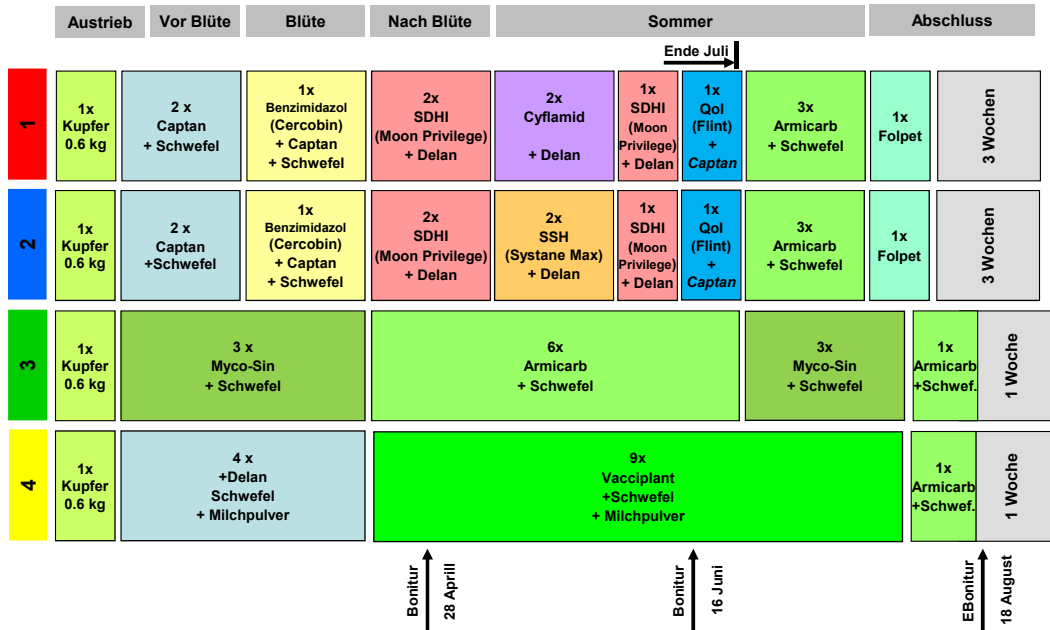 Austrieb
Vor Blüte
Blüte
Nach Blüte
Sommer
Abschluss
Ende Juli
1
1x
Kupfer
0.6 kg
2 x
Captan
+ Schwefel
1x
Benzimidazol
(Cercobin)
+ Captan
+ Schwefel
2x
SDHI
(Moon Privilege)
+ Delan
2x
Cyflamid
+ Delan
1x
SDHI
(Moon
Privilege)
+ Delan
1x
QoI
(Flint)
+
Captan
3x
Armicarb
+ Schwefel
1x
Folpet
3 Wochen
2
1x
Kupfer
0.6 kg
2 x
Captan
+Schwefel
1x
Benzimidazol
(Cercobin)
+ Captan
+ Schwefel
2x
SDHI
(Moon Privilege)
+ Delan
2x
SSH
(Systane Max)
+ Delan
1x
SDHI
(Moon
Privilege)
+ Delan
1x
QoI
(Flint)
+
Captan
3x
Armicarb
+ Schwefel
1x
Folpet
3 Wochen
3
1x
Kupfer
0.6 kg
3 x
Myco-Sin
+ Schwefel
6x
Armicarb
+ Schwefel
3x
Myco-Sin
+ Schwefel
1x
Armicarb
+Schwef.
1 Woche
4
1x
Kupfer
0.6 kg
4 x
+Delan
Schwefel
+ Milchpulver
9x
Vacciplant
+Schwefel
+ Milchpulver
1x
Armicarb
+Schwef.
1 Woche
Bonitur
28 Aprill
Bonitur
16 Juni
EBonitur
18 August